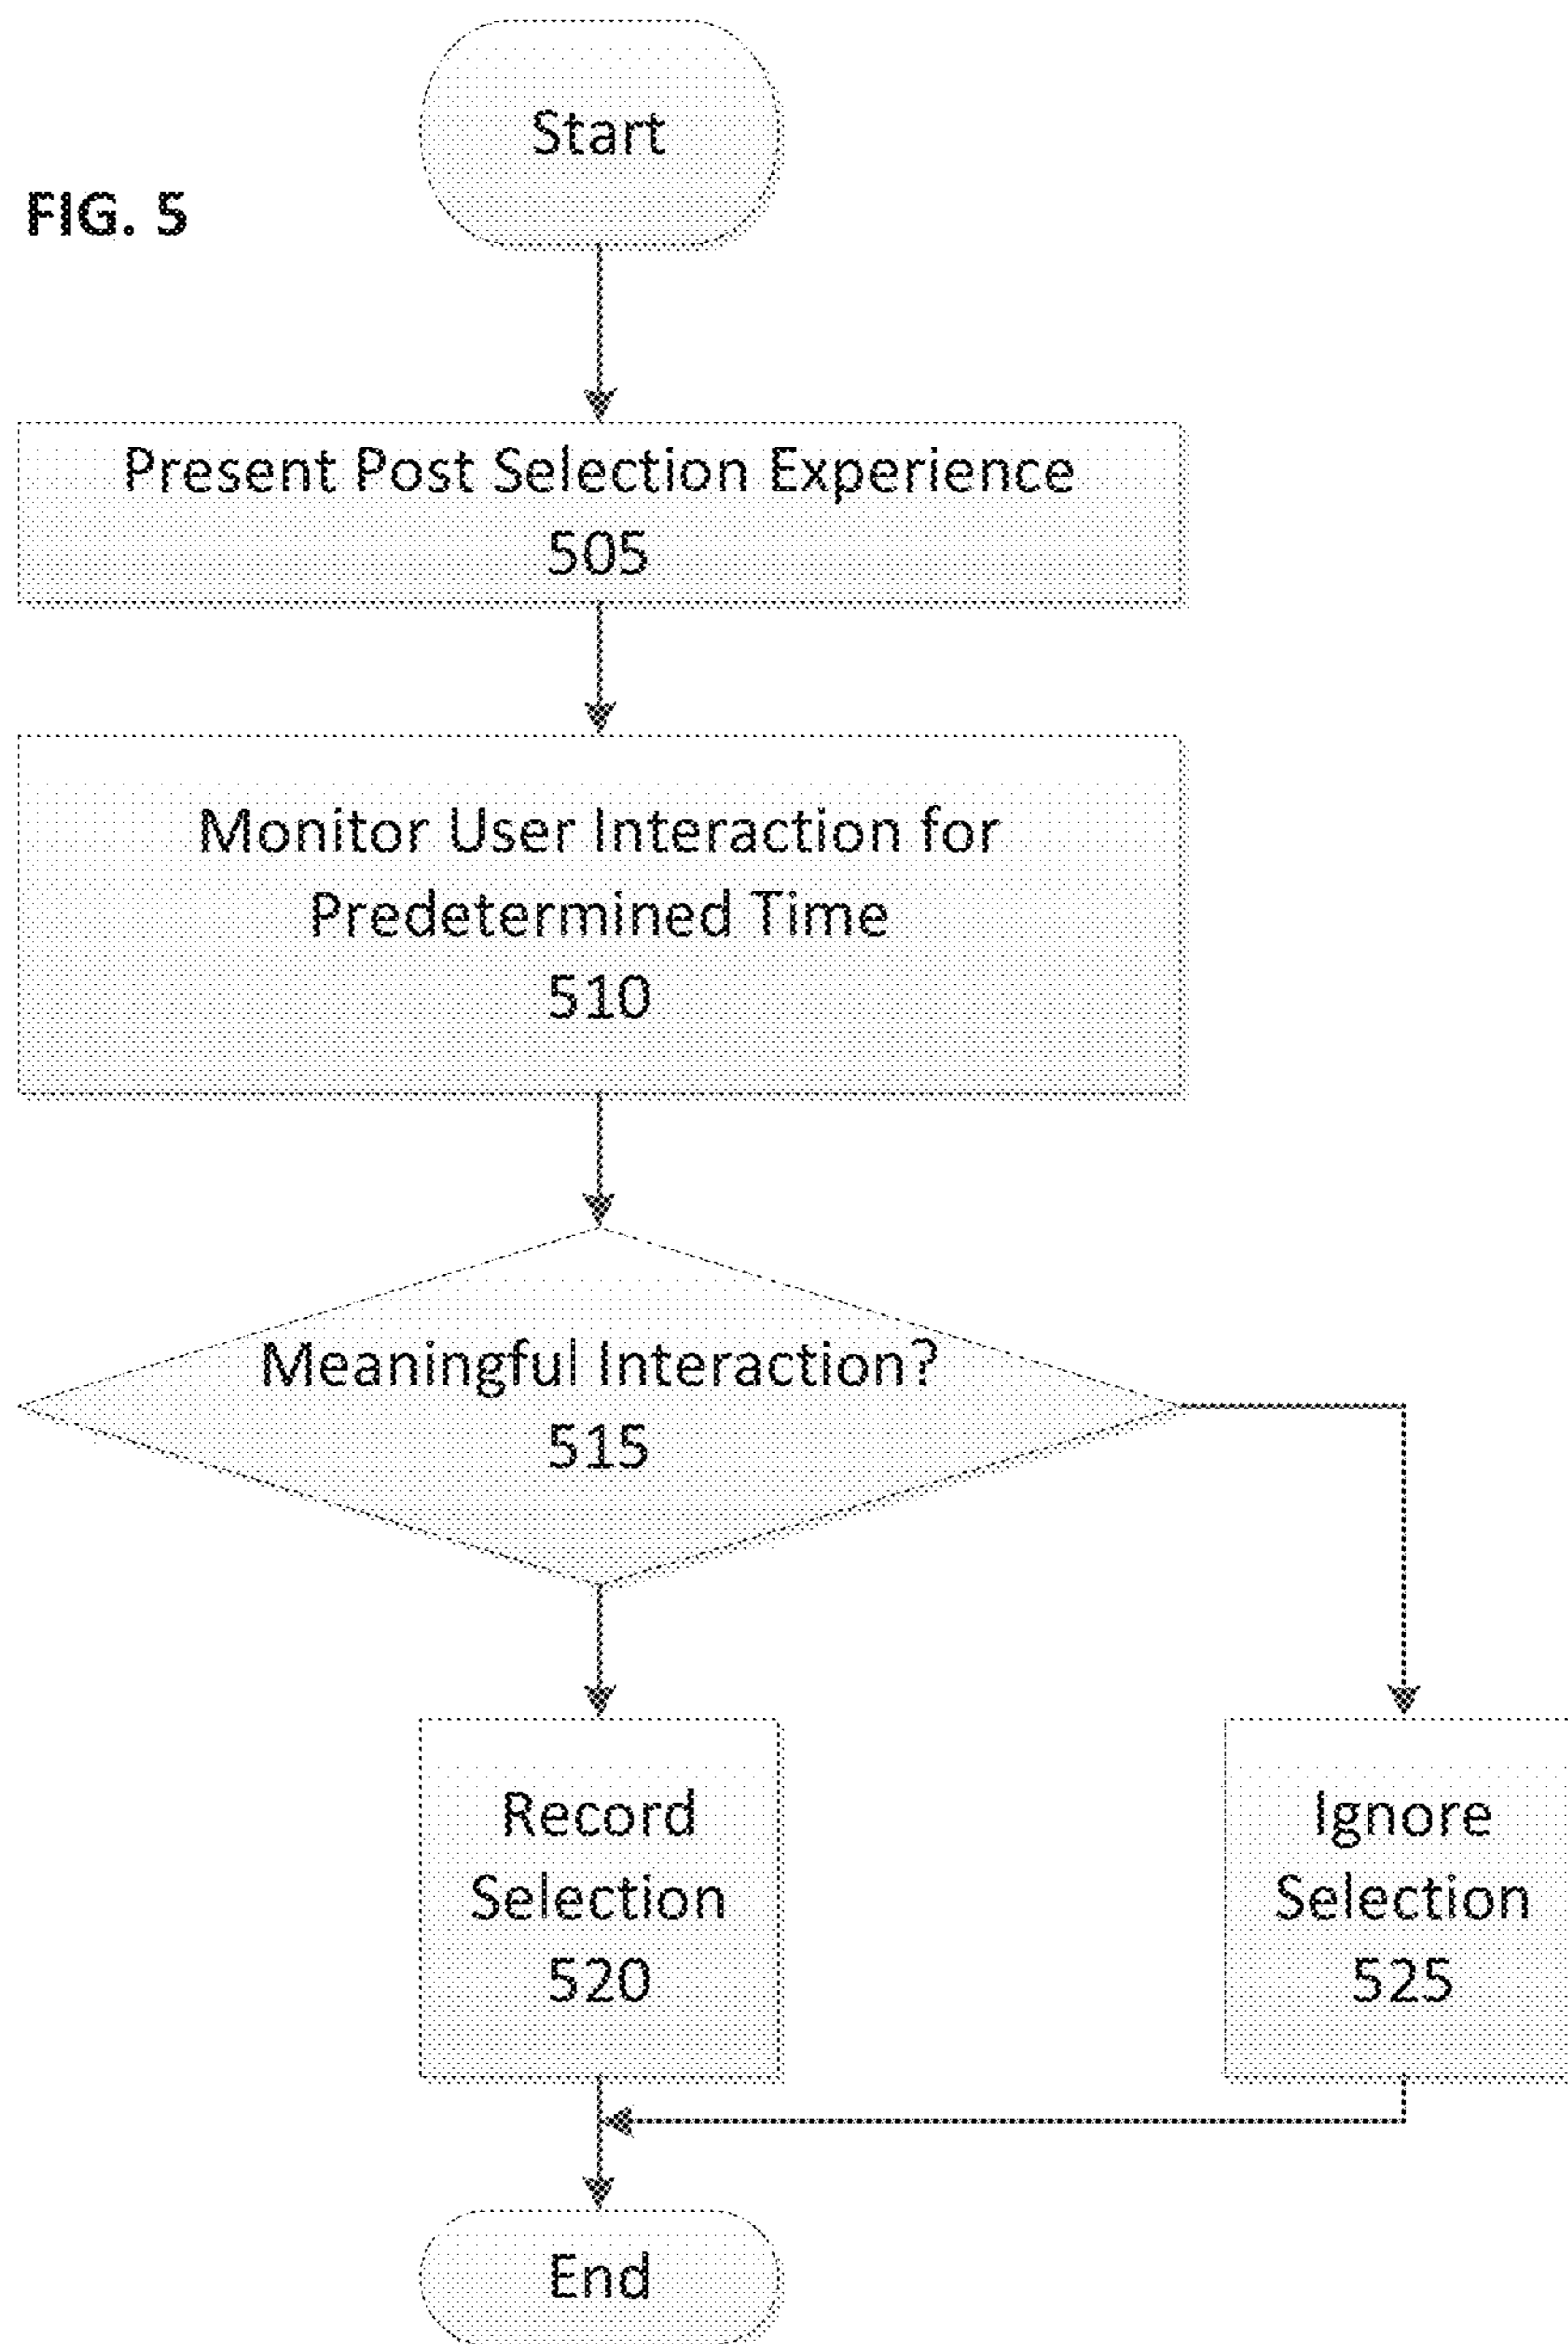 Start
FIG. 5
Present Post Selection Experience
505
Monitor User Interaction for
Predetermined Time
510
Meaningful Interaction?
515
Record
Selection
520
Ignore
Selection
525
End